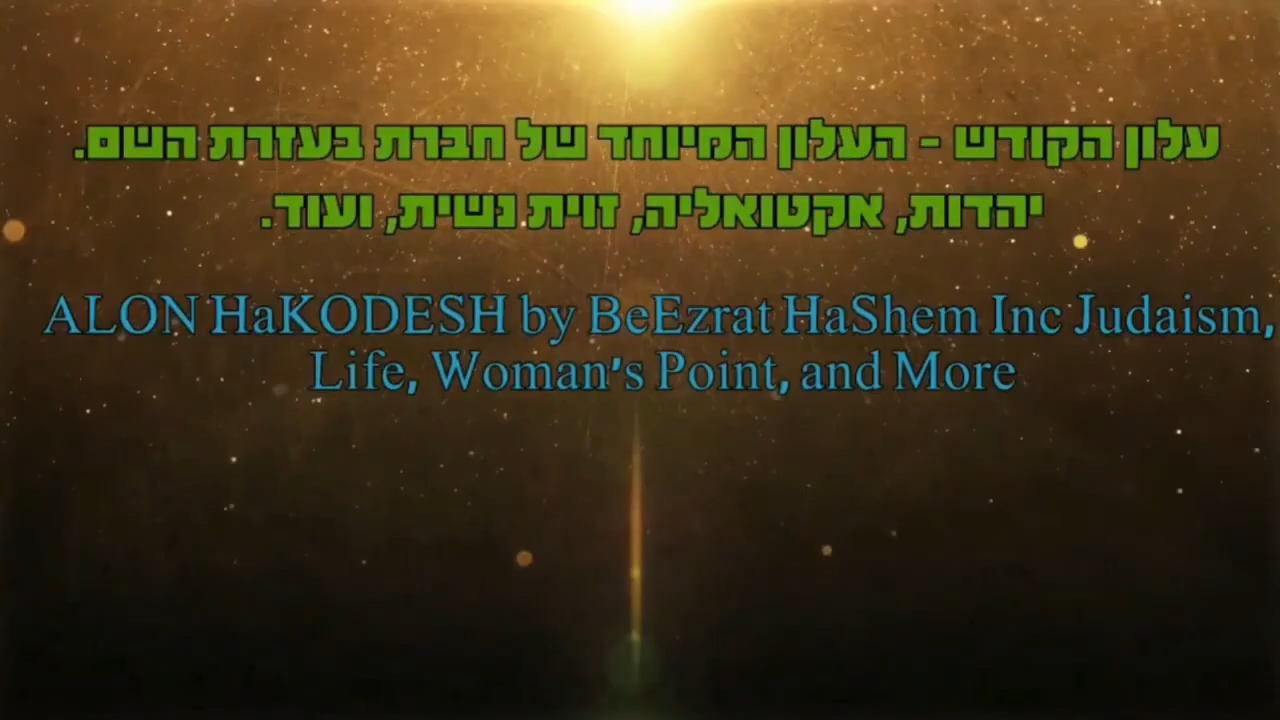 עלון הקודש - העלון המיוחד של חברת בעזרת השם.
יהדות, אקטואליה, זוית נשית, ועוד.
ALON HaKODESH by BeEzrat HaShem Inc Judaism,
Life, Woman's Point, and More